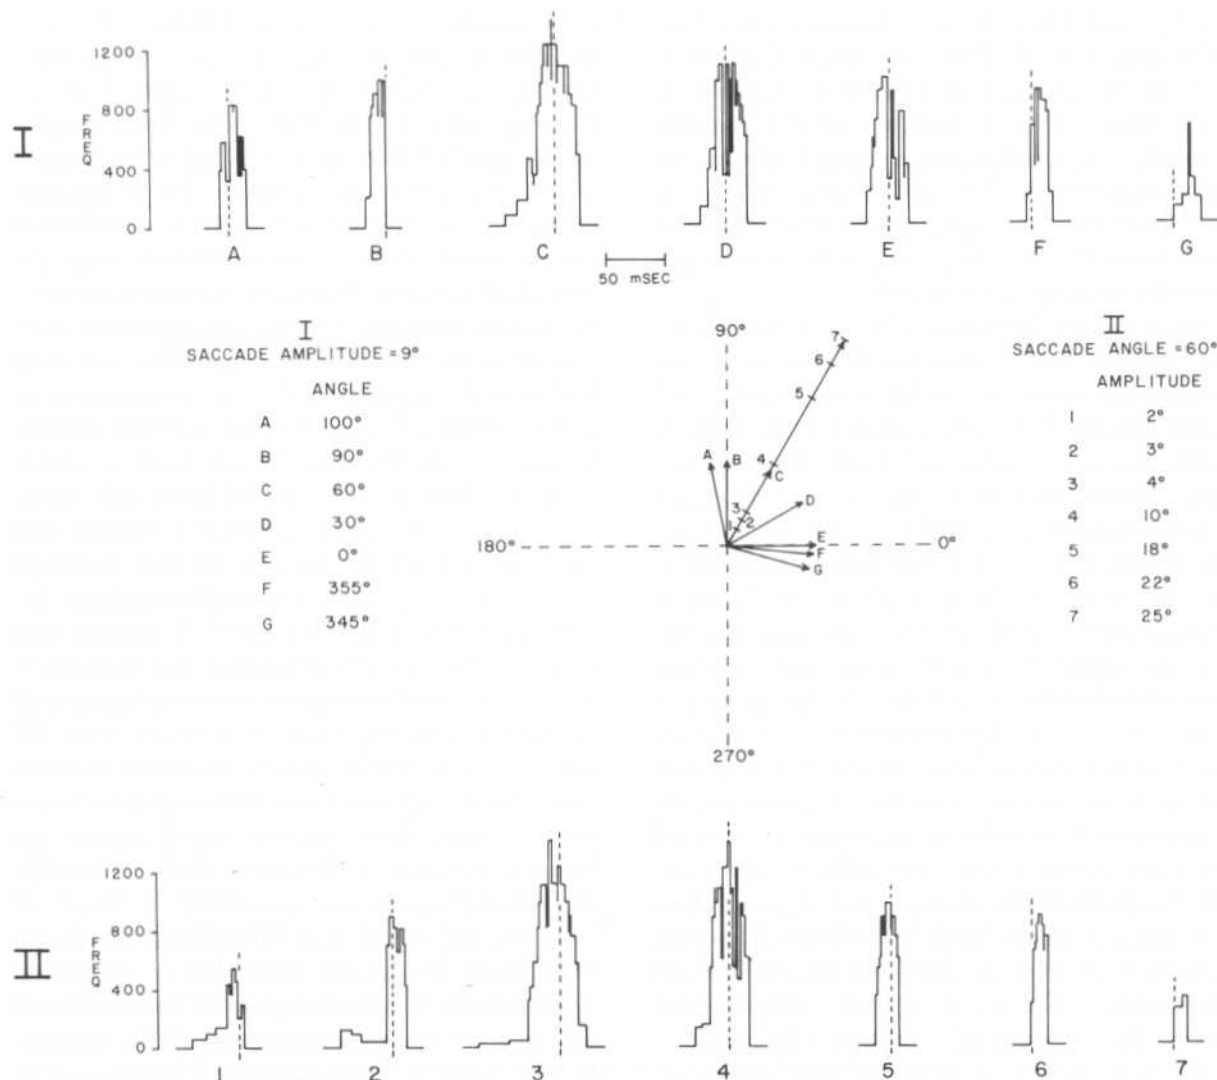 I
FREQ
1200
800
400
0
A B C D E F G
50 mSEC
I
SACCADE AMPLITUDE = 9°
ANGLE
A 100°
B 90°
C 60°
D 30°
E 0°
F 355°
G 345°
90°
180°
0°
270°
7
6
5
4
3
2
1
A
B
C
D
E
F
G
II
SACCADE ANGLE = 60°
AMPLITUDE
1 2°
2 3°
3 4°
4 10°
5 18°
6 22°
7 25°
II
FREQ
1200
800
400
0
1 2 3 4 5 6 7